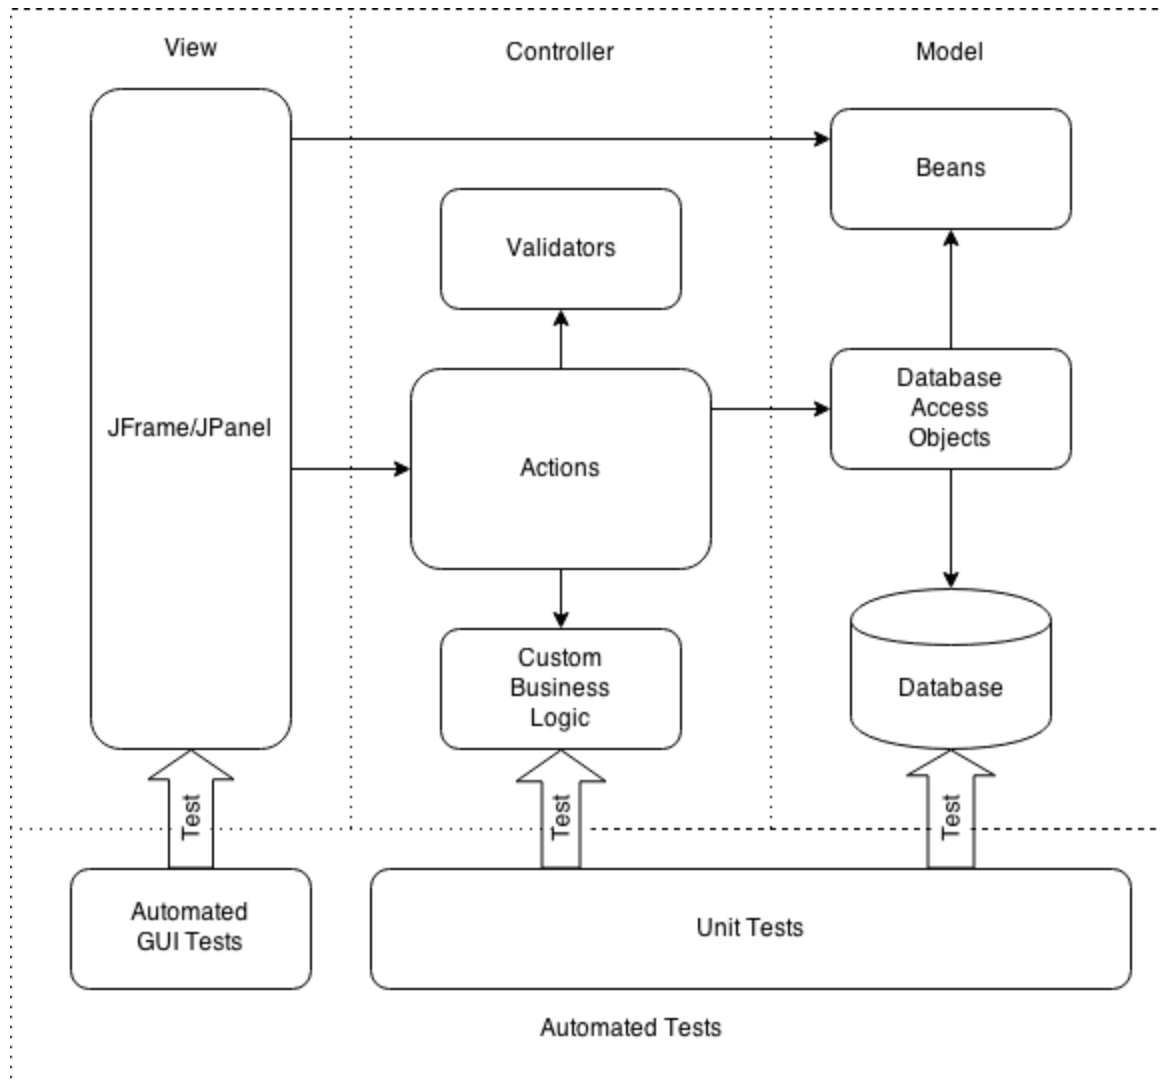 View
Controller
Model
Beans
Validators
Database
Access
Objects
JFrame/JPanel
Actions
Custom
Business
Logic
Database
Test
Test
Test
Automated
GUI Tests
Unit Tests
Automated Tests